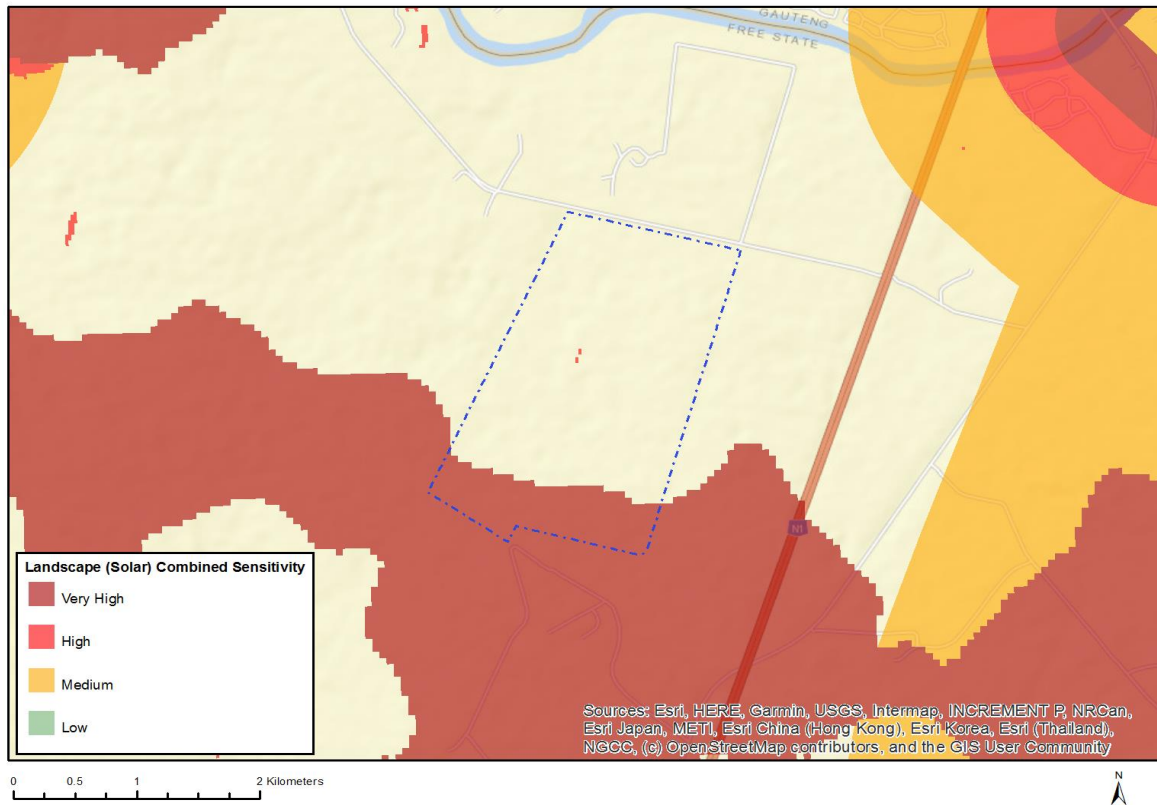 GAUTENG
FREE STATE
N1
Landscape (Solar) Combined Sensitivity
Very High
High
Medium
Low
Sources: Esri, HERE, Garmin, USGS, Intermap, INCREMENT P, NRCan,
Esri Japan, METI, Esri China (Hong Kong), Esri Korea, Esri (Thailand),
NGCC, (c) OpenStreetMap contributors, and the GIS User Community
0 0.5 1 2 Kilometers
N